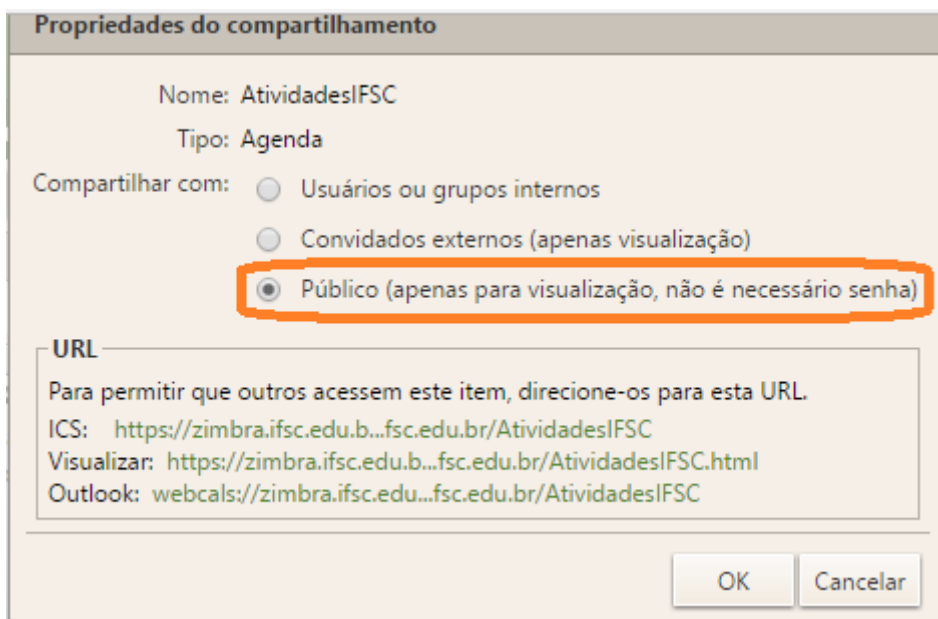 Propriedades do compartilhamento
Nome: AtividadesIFSC
Tipo: Agenda
Compartilhar com: Usuários ou grupos internos
Convidados externos (apenas visualização)
Público (apenas para visualização, não é necessário senha)
URL
Para permitir que outros acessem este item, direcione-os para esta URL.
ICS: https://zimbra.ifsc.edu.b...fsc.edu.br/AtividadesIFSC
Visualizar: https://zimbra.ifsc.edu.b...fsc.edu.br/AtividadesIFSC.html
Outlook: webcals://zimbra.ifsc.edu...fsc.edu.br/AtividadesIFSC
OK Cancelar